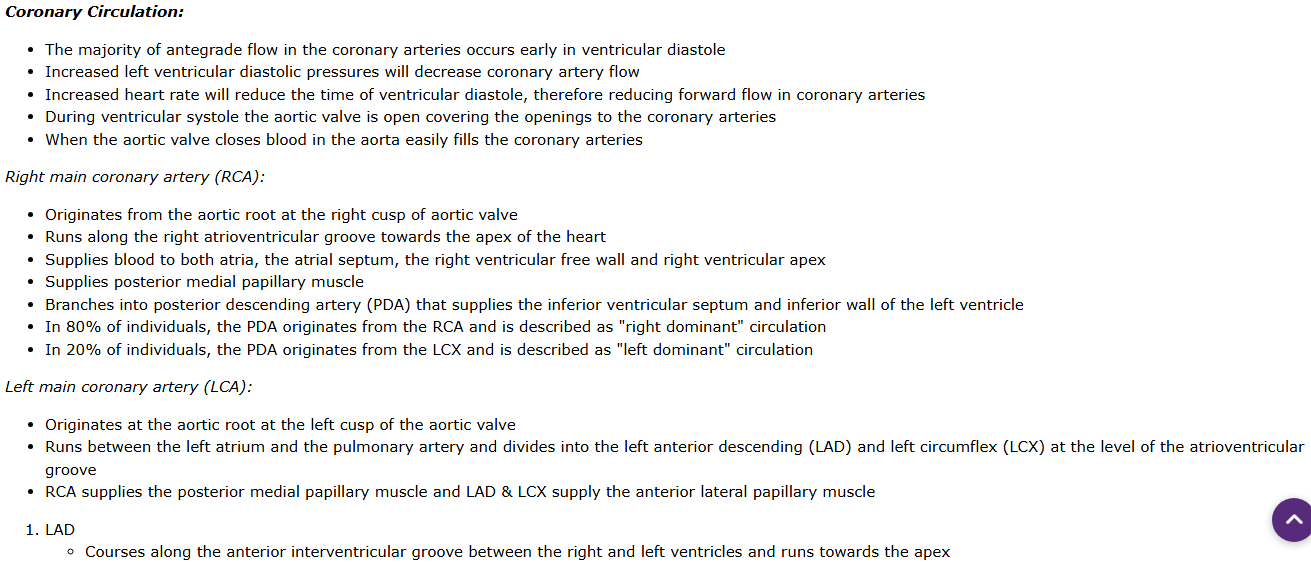 Coronary Circulation:
• The majority of antegrade flow in the coronary arteries occurs early in ventricular diastole
• Increased left ventricular diastolic pressures will decrease coronary artery flow
• Increased heart rate will reduce the time of ventricular diastole, therefore reducing forward flow in coronary arteries
• During ventricular systole the aortic valve is open covering the openings to the coronary arteries
• When the aortic valve closes blood in the aorta easily fills the coronary arteries
Right main coronary artery (RCA):
• Originates from the aortic root at the right cusp of aortic valve
• Runs along the right atrioventricular groove towards the apex of the heart
• Supplies blood to both atria, the atrial septum, the right ventricular free wall and right ventricular apex
• Supplies posterior medial papillary muscle
• Branches into posterior descending artery (PDA) that supplies the inferior ventricular septum and inferior wall of the left ventricle
• In 80% of individuals, the PDA originates from the RCA and is described as "right dominant" circulation
• In 20% of individuals, the PDA originates from the LCX and is described as "left dominant" circulation
Left main coronary artery (LCA):
• Originates at the aortic root at the left cusp of the aortic valve
• Runs between the left atrium and the pulmonary artery and divides into the left anterior descending (LAD) and left circumflex (LCX) at the level of the atrioventricular
groove
• RCA supplies the posterior medial papillary muscle and LAD & LCX supply the anterior lateral papillary muscle
1. LAD
◦ Courses along the anterior interventricular groove between the right and left ventricles and runs towards the apex